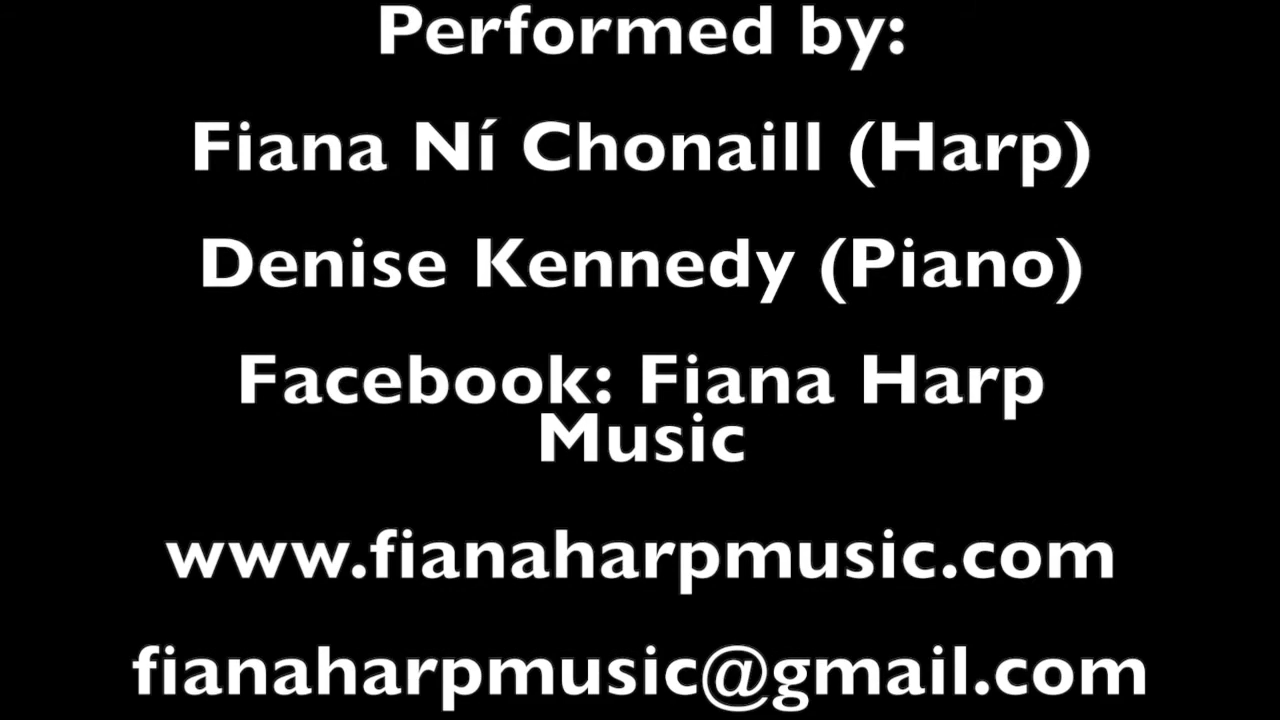 Performed by:
Fiana Ní Chonaill (Harp)
Denise Kennedy (Piano)
Facebook: Fiana Harp
Music
www.fianaharpmusic.com
fianaharpmusic@gmail.com